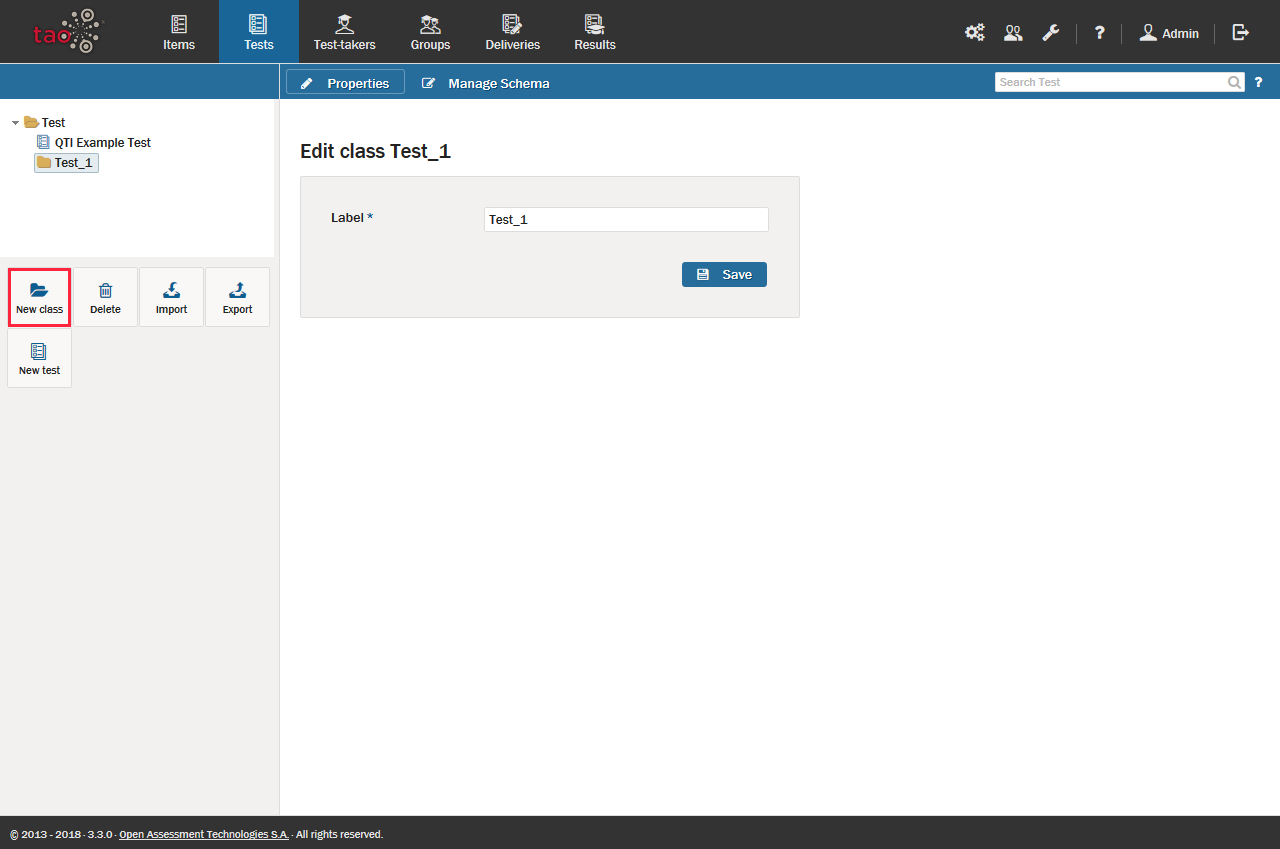 tao
Items
Tests
Test-takers
Groups
Deliveries
Results
?
Admin
Properties
Manage Schema
Search Test
?
Test
QTI Example Test
Test_1
New class
Delete
Import
Export
New test
Edit class Test_1
Label *
Test_1
Save
© 2013 - 2018 · 3.3.0 · Open Assessment Technologies S.A. · All rights reserved.